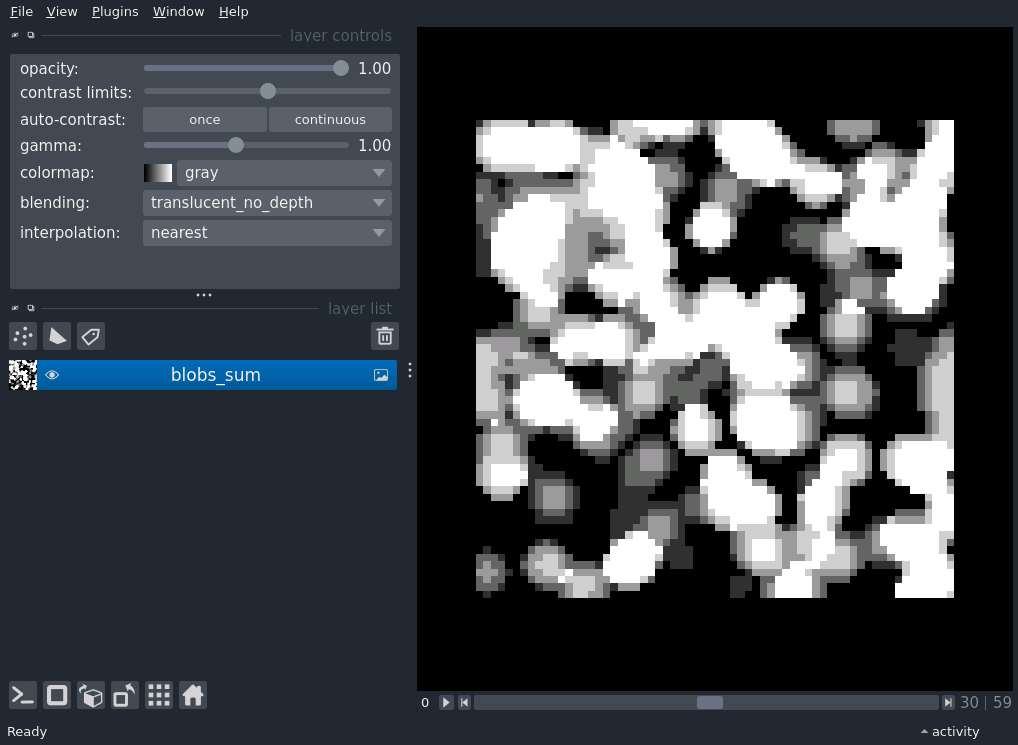 File View Plugins Window Help
layer controls
opacity: 1.00
contrast limits:
auto-contrast: once continuous
gamma: 1.00
colormap: gray
blending: translucent_no_depth
interpolation: nearest
layer list
blobs_sum
0 30 | 59
Ready activity